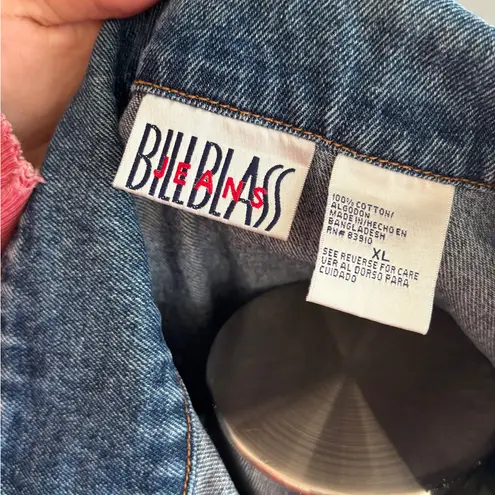 BILLBLASS
JEANS
100% COTTON/
ALGODON
MADE IN/HECHO EN
BANGLADESH
RN# 83910
XL
SEE REVERSE FOR CARE
VER AL DORSO PARA
CUIDADO